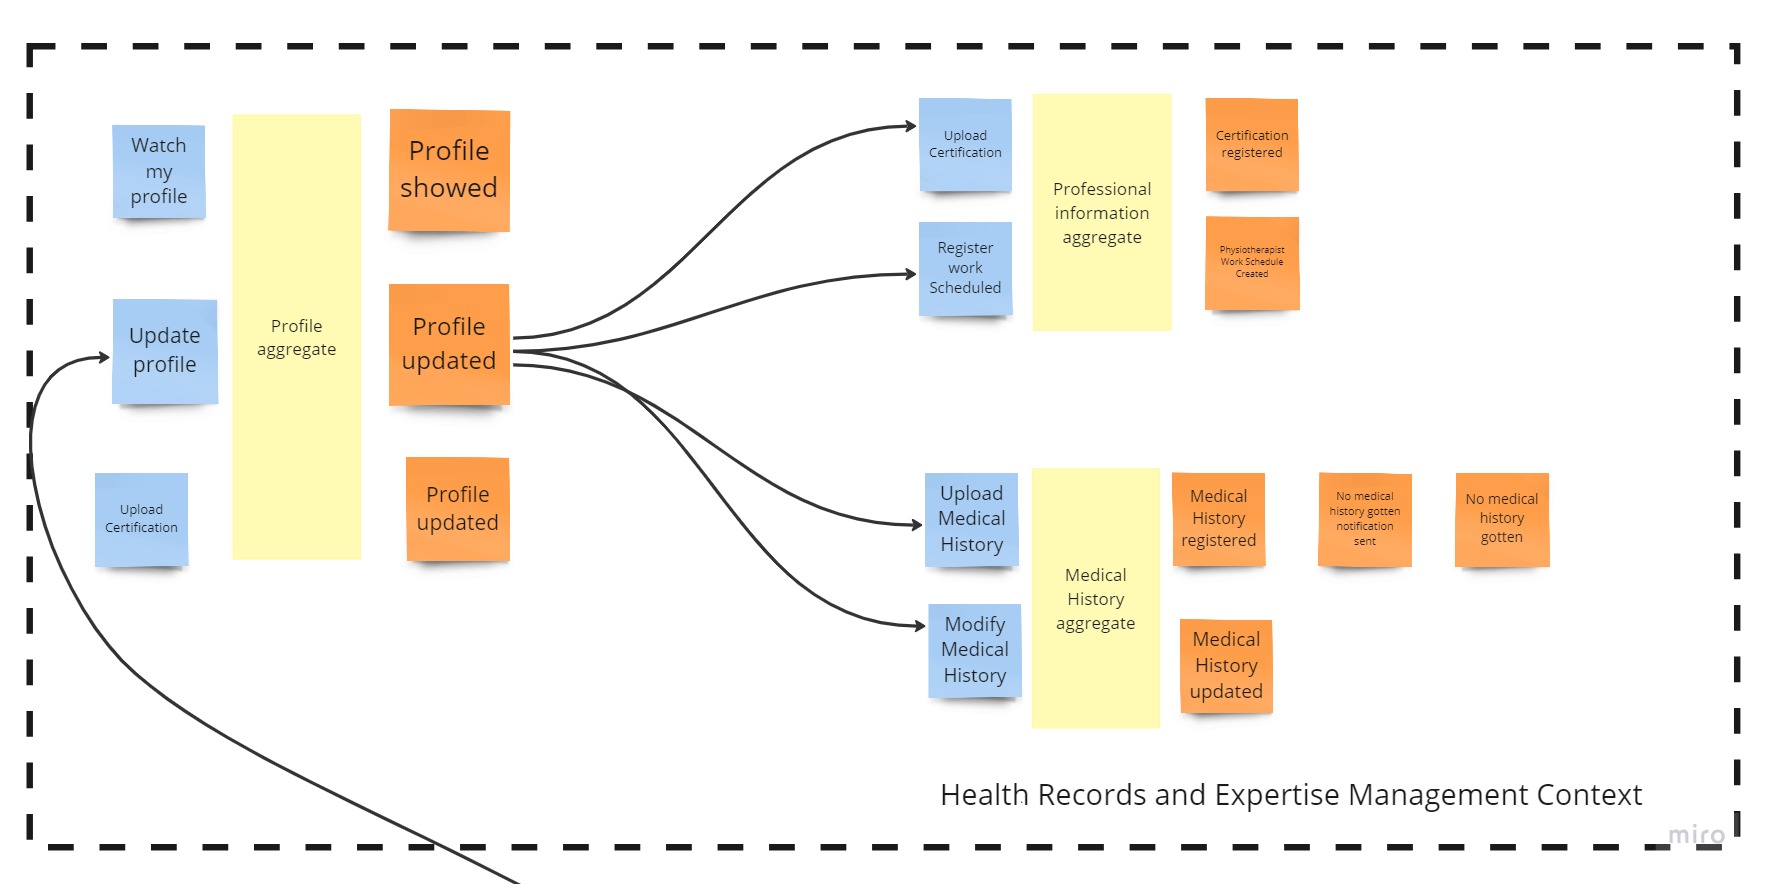 Watch
my
profile
Profile
showed
Update
profile
Profile
aggregate
Profile
updated
Upload
Certification
Profile
updated
Upload
Certification
Professional
information
aggregate
Certification
registered
Register
work
Scheduled
Physiotherapist
Work Schedule
Created
Upload
Medical
History
Medical
History
aggregate
Medical
History
registered
No medical
history gotten
notification
sent
No medical
history
gotten
Modify
Medical
History
Medical
History
updated
Health Records and Expertise Management Context
miro